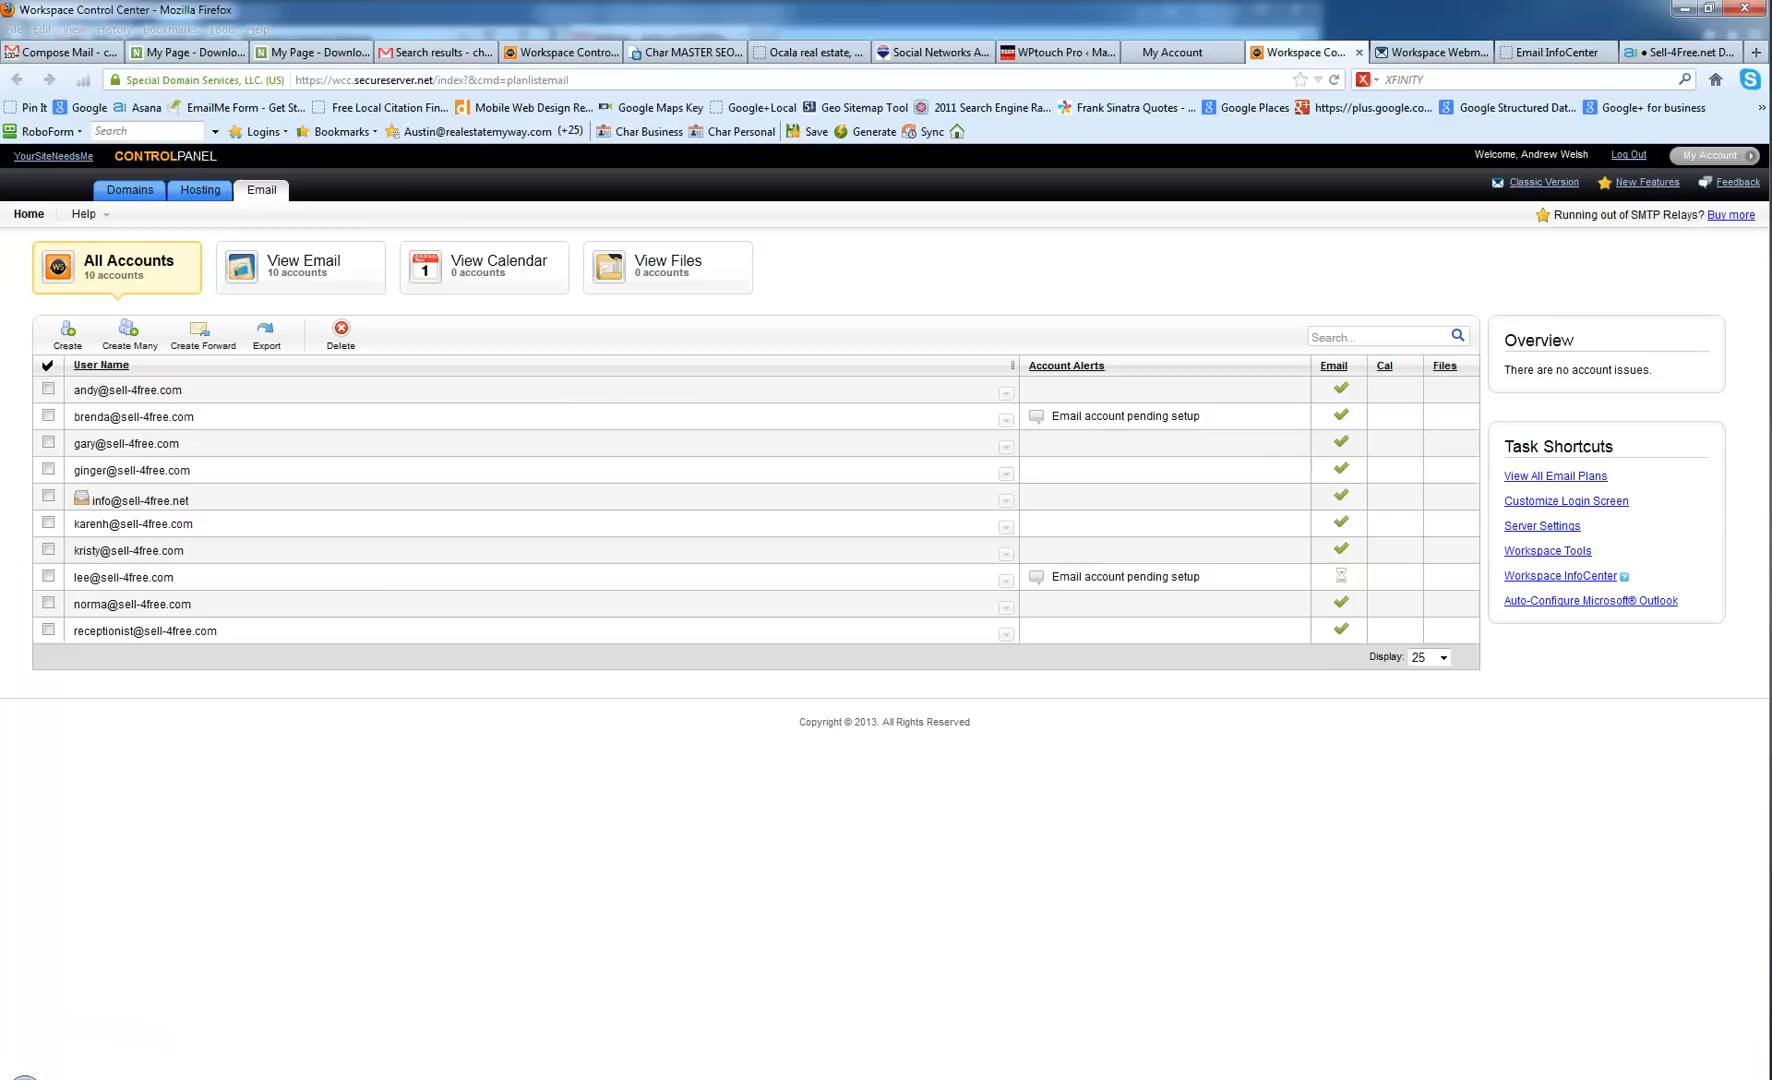 Workspace Control Center - Mozilla Firefox
File Edit View History Bookmarks Tools Help
Compose Mail - c... My Page - Downlo... My Page - Downlo... Search results - ch... Workspace Contro... Char MASTER SEO... Ocala real estate, ... Social Networks A... WPtouch Pro ‹ Ma... My Account Workspace Co... × Workspace Webm... Email InfoCenter • Sell-4Free.net D... +
Special Domain Services, LLC. (US) https://wcc.secureserver.net/index?&cmd=planlistemail XFINITY
Pin It Google Asana EmailMe Form - Get St... Free Local Citation Fin... Mobile Web Design Re... Google Maps Key Google+Local Geo Sitemap Tool 2011 Search Engine Ra... Frank Sinatra Quotes - ... Google Places https://plus.google.co... Google Structured Dat... Google+ for business »
RoboForm Search Logins Bookmarks Austin@realestatemyway.com (+25) Char Business Char Personal Save Generate Sync
YourSiteNeedsMe CONTROLPANEL Welcome, Andrew Welsh Log Out My Account
Domains Hosting Email Classic Version New Features Feedback
Home Help Running out of SMTP Relays? Buy more
All Accounts View Email View Calendar View Files
10 accounts 10 accounts 0 accounts 0 accounts
Create Create Many Create Forward Export Delete Search...
User Name Account Alerts Email Cal Files
andy@sell-4free.com
brenda@sell-4free.com Email account pending setup
gary@sell-4free.com
ginger@sell-4free.com
info@sell-4free.net
karenh@sell-4free.com
kristy@sell-4free.com
lee@sell-4free.com Email account pending setup
norma@sell-4free.com
receptionist@sell-4free.com
Display: 25
Overview
There are no account issues.
Task Shortcuts
View All Email Plans
Customize Login Screen
Server Settings
Workspace Tools
Workspace InfoCenter
Auto-Configure Microsoft® Outlook
Copyright © 2013. All Rights Reserved